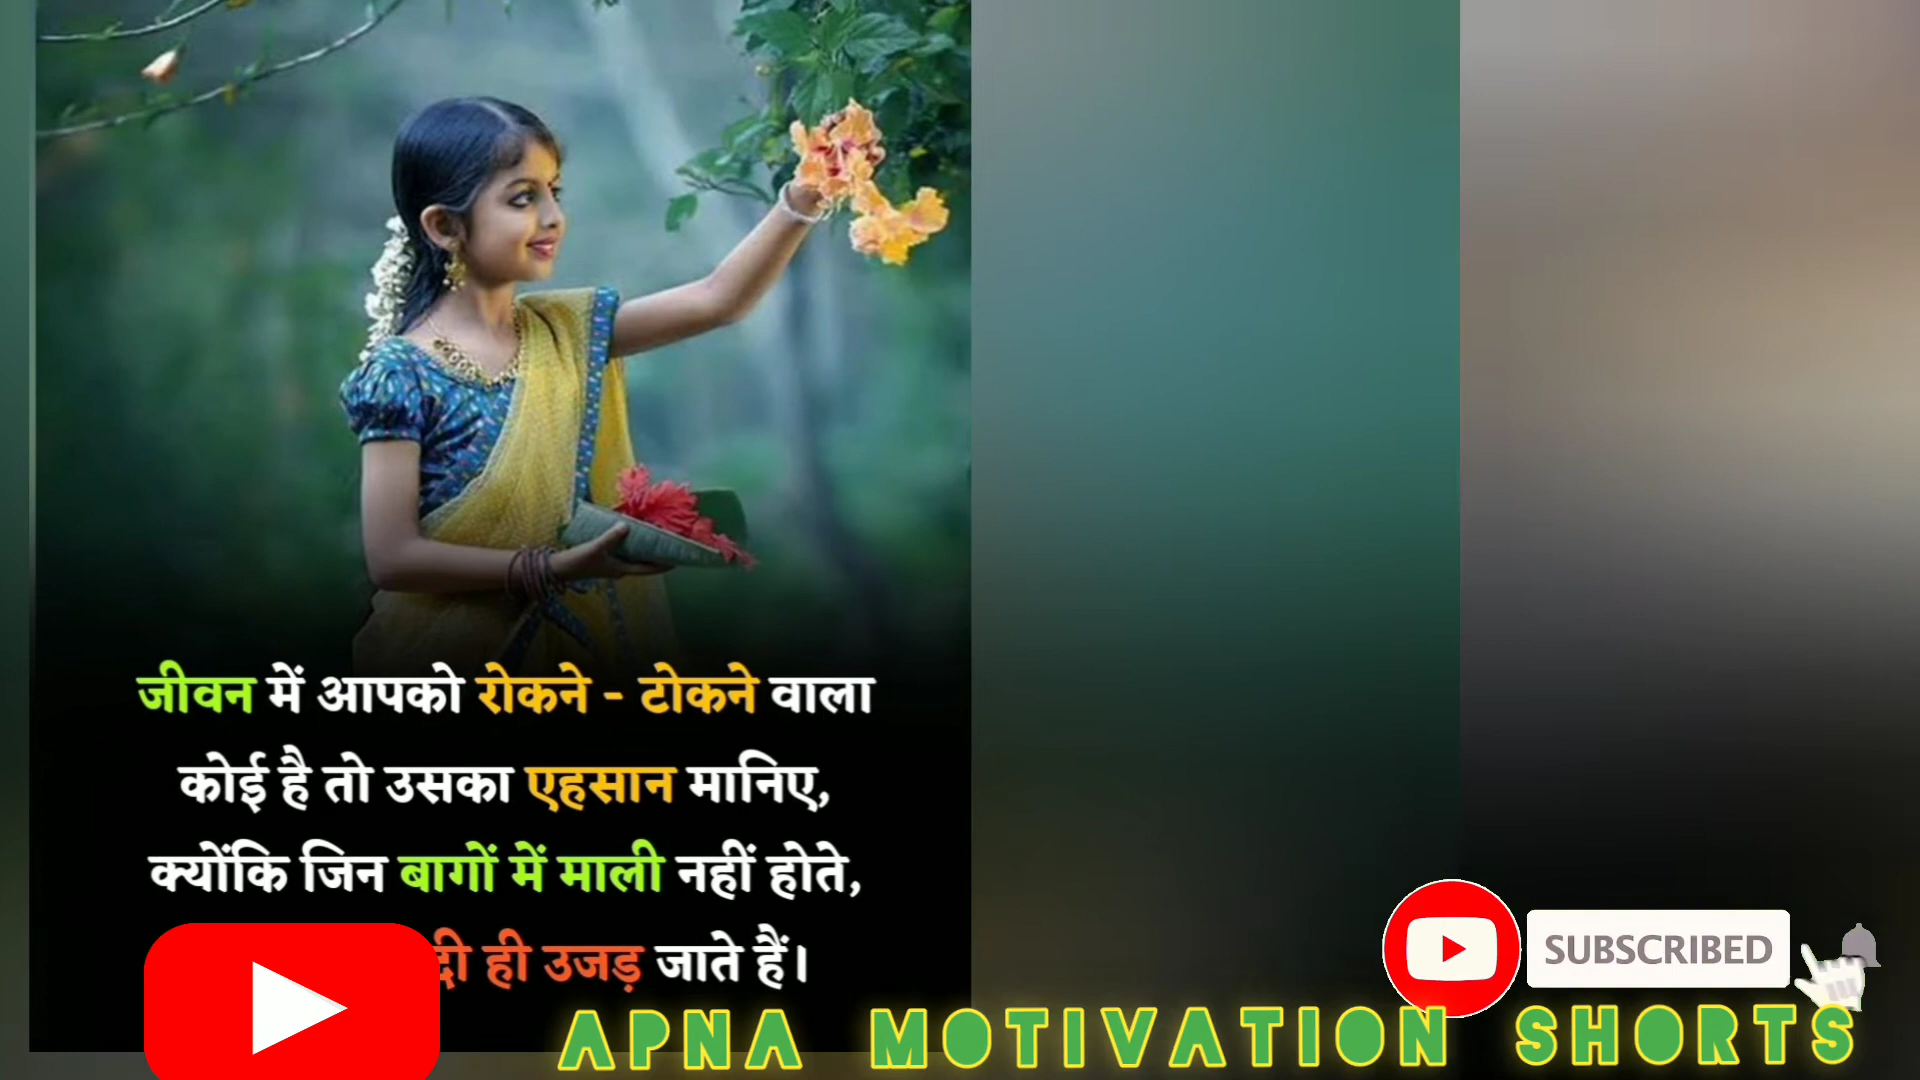 जीवन में आपको रोकने - टोकने वाला
कोई है तो उसका एहसान मानिए,
क्योंकि जिन बागों में माली नहीं होते,
ही उजड़ जाते हैं।
SUBSCRIBED
APNA MOTIVATION SHORTS